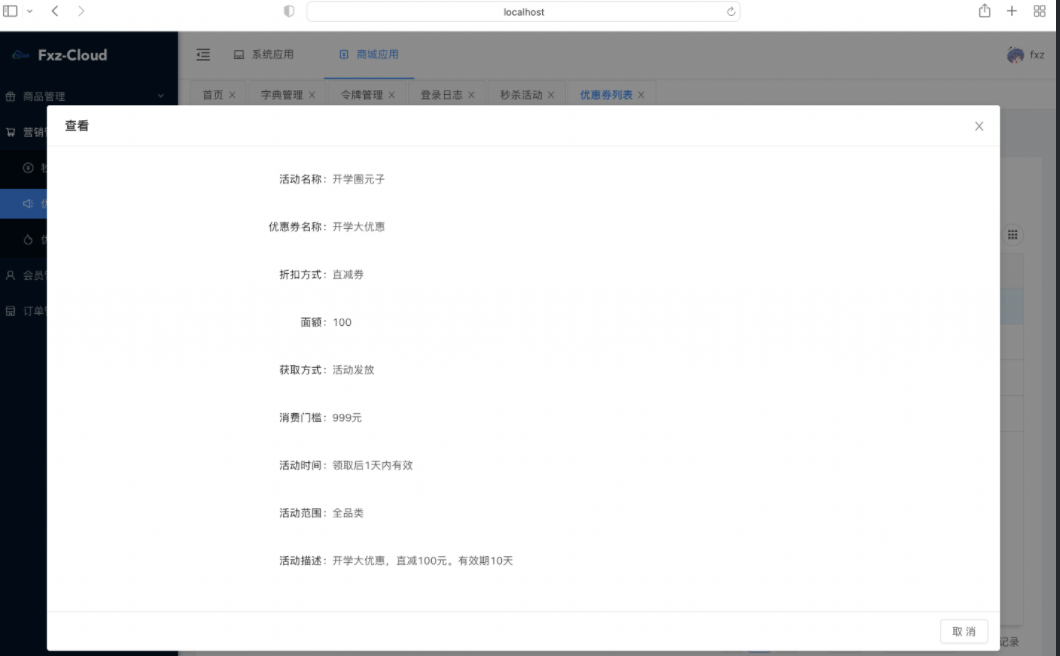 localhost
Fxz-Cloud
系统应用
商城应用
fxz
商品管理
首页
字典管理
令牌管理
登录日志
秒杀活动
优惠券列表
营销
查看
活动名称：开学圈元子
优惠券名称：开学大优惠
折扣方式：直减券
面额：100
获取方式：活动发放
会员
消费门槛：999元
订单
活动时间：领取后1天内有效
活动范围：全品类
活动描述：开学大优惠，直减100元。有效期10天
取 消
记录